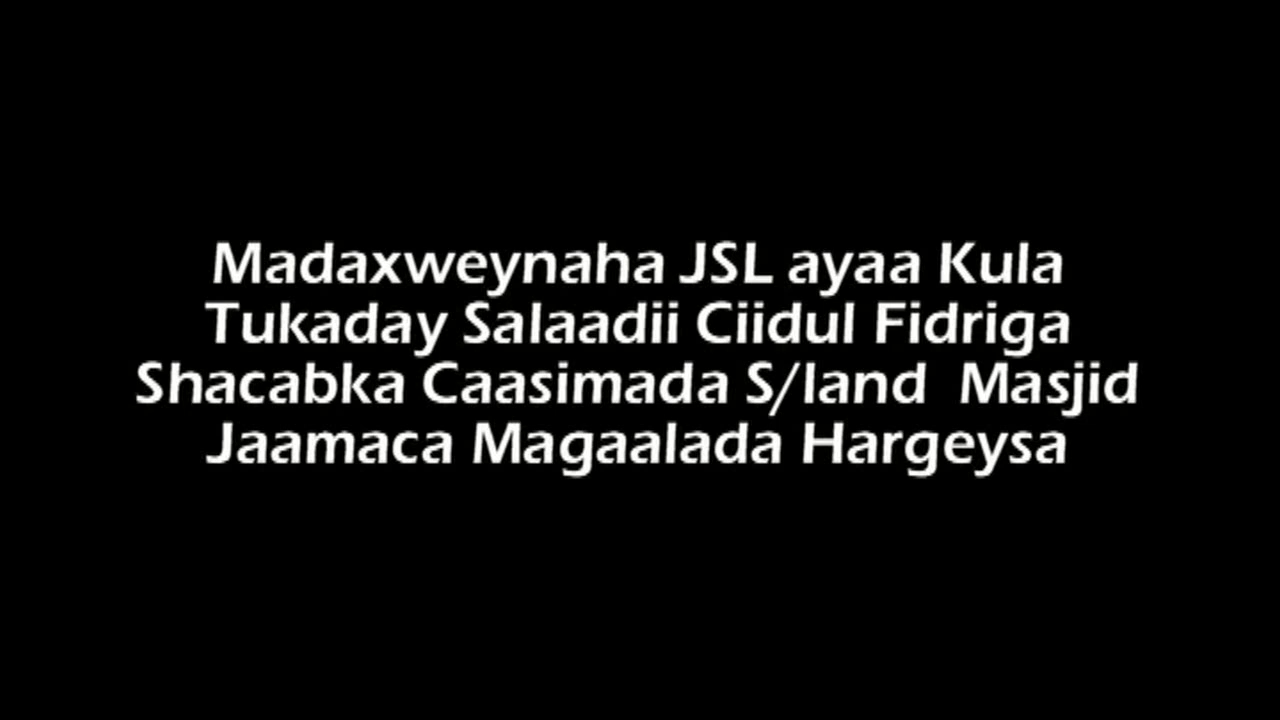 Madaxweynaha JSL ayaa Kula
Tukaday Salaadii Ciidul Fidriga
Shacabka Caasimada S/land  Masjid
Jaamaca Magaalada Hargeysa